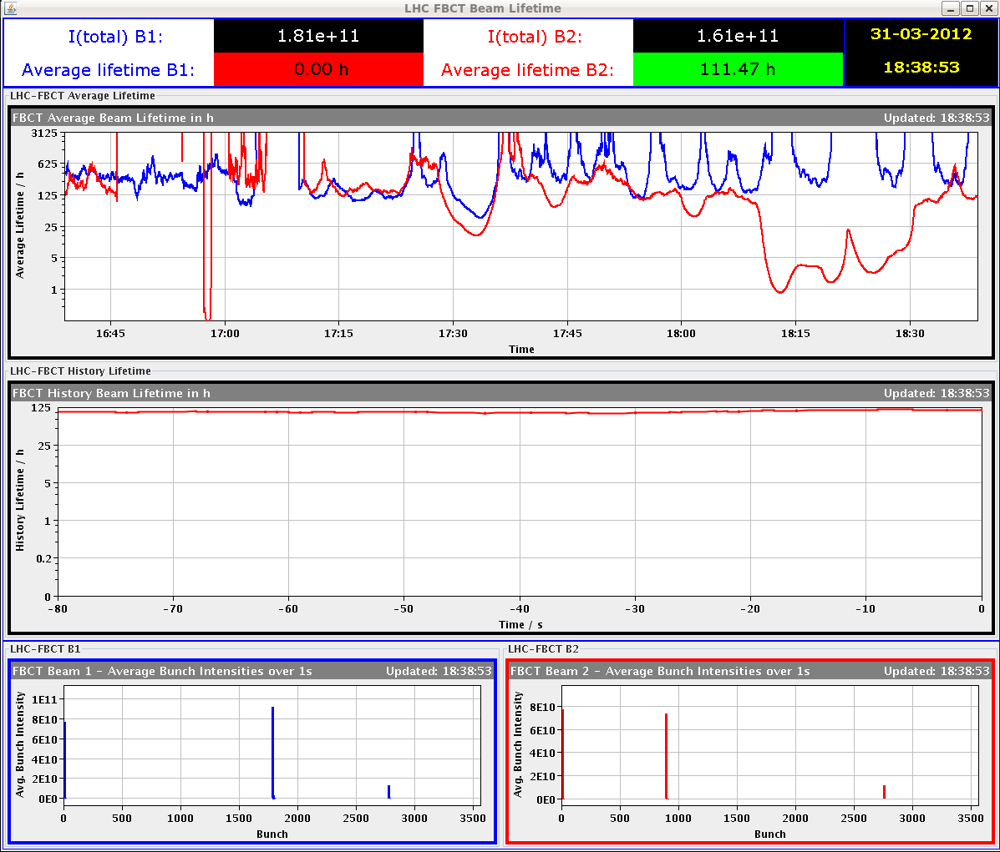 LHC FBCT Beam Lifetime
I(total) B1: 1.81e+11 I(total) B2: 1.61e+11 31-03-2012
Average lifetime B1: 0.00 h Average lifetime B2: 111.47 h 18:38:53
LHC-FBCT Average Lifetime
FBCT Average Beam Lifetime in h Updated: 18:38:53
3125
625
125
25
5
1
Average Lifetime / h
16:45 17:00 17:15 17:30 17:45 18:00 18:15 18:30
Time
LHC-FBCT History Lifetime
FBCT History Beam Lifetime in h Updated: 18:38:53
125
25
5
1
0.2
0
History Lifetime / h
-80 -70 -60 -50 -40 -30 -20 -10 0
Time / s
LHC-FBCT B1
FBCT Beam 1 - Average Bunch Intensities over 1s Updated: 18:38:53
1E11
8E10
6E10
4E10
2E10
0E0
Avg. Bunch Intensity
0 500 1000 1500 2000 2500 3000 3500
Bunch
LHC-FBCT B2
FBCT Beam 2 - Average Bunch Intensities over 1s Updated: 18:38:53
8E10
6E10
4E10
2E10
0E0
Avg. Bunch Intensity
0 500 1000 1500 2000 2500 3000 3500
Bunch